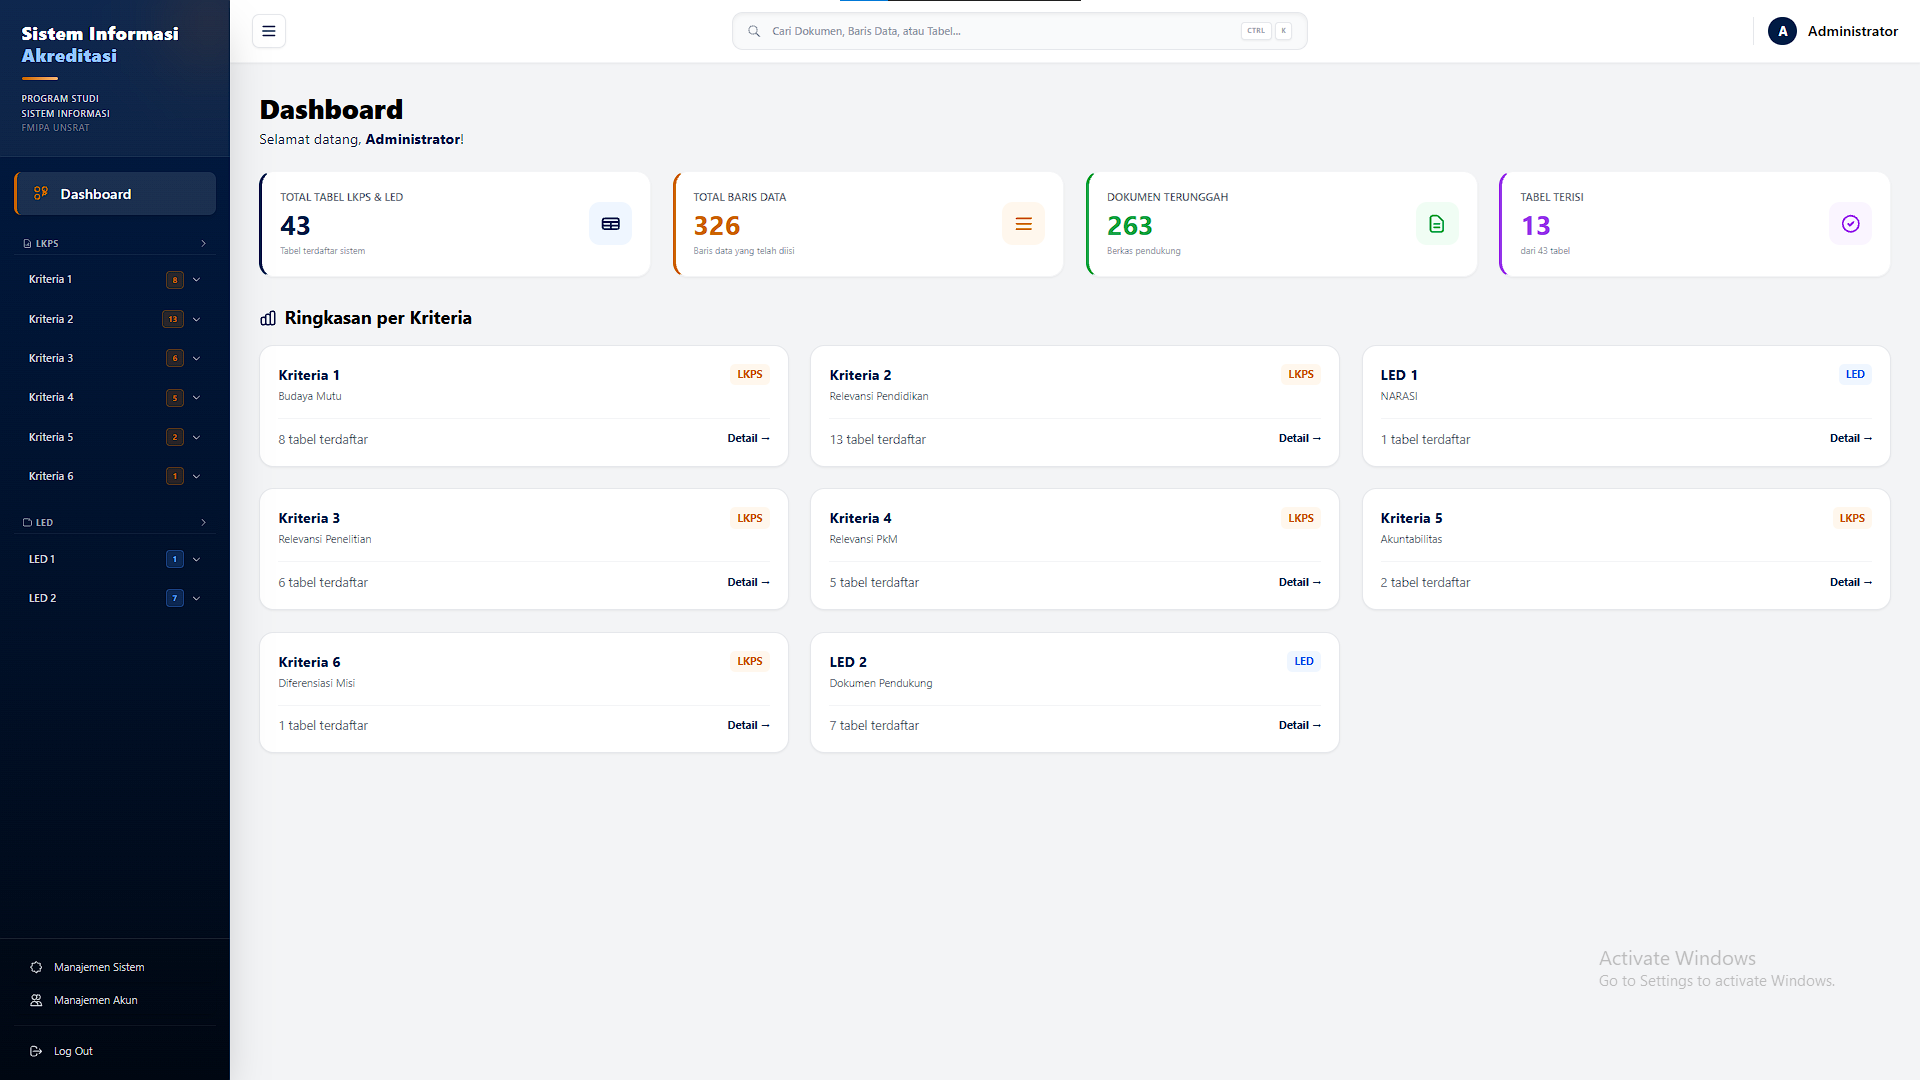 Sistem Informasi
Akreditasi
PROGRAM STUDI
SISTEM INFORMASI
FMIPA UNSRAT
Dashboard
LKPS
Kriteria 1 8
Kriteria 2 13
Kriteria 3 6
Kriteria 4 5
Kriteria 5 2
Kriteria 6 1
LED
LED 1 1
LED 2 7
Manajemen Sistem
Manajemen Akun
Log Out
Cari Dokumen, Baris Data, atau Tabel... CTRL K
A Administrator
Dashboard
Selamat datang, Administrator!
TOTAL TABEL LKPS & LED
43
Tabel terdaftar sistem
TOTAL BARIS DATA
326
Baris data yang telah diisi
DOKUMEN TERUNGGAH
263
Berkas pendukung
TABEL TERISI
13
dari 43 tabel
Ringkasan per Kriteria
Kriteria 1 LKPS
Budaya Mutu
8 tabel terdaftar Detail →
Kriteria 2 LKPS
Relevansi Pendidikan
13 tabel terdaftar Detail →
LED 1 LED
NARASI
1 tabel terdaftar Detail →
Kriteria 3 LKPS
Relevansi Penelitian
6 tabel terdaftar Detail →
Kriteria 4 LKPS
Relevansi PkM
5 tabel terdaftar Detail →
Kriteria 5 LKPS
Akuntabilitas
2 tabel terdaftar Detail →
Kriteria 6 LKPS
Diferensiasi Misi
1 tabel terdaftar Detail →
LED 2 LED
Dokumen Pendukung
7 tabel terdaftar Detail →
Activate Windows
Go to Settings to activate Windows.